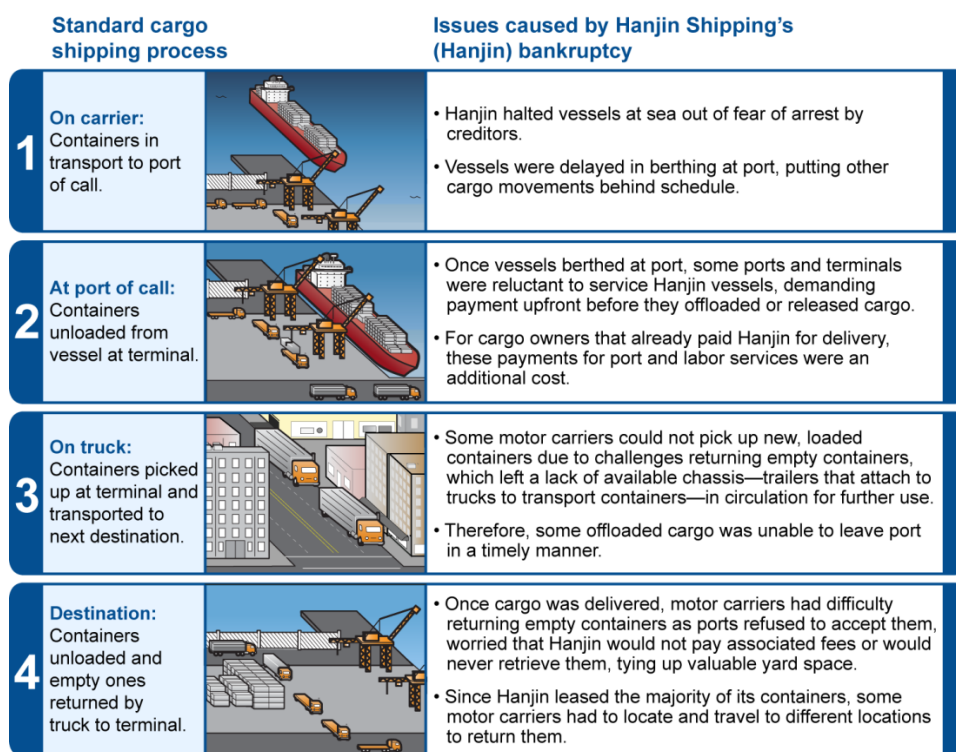 Standard cargo
shipping process
Issues caused by Hanjin Shipping's
(Hanjin) bankruptcy
1
On carrier:
Containers in
transport to port
of call.
• Hanjin halted vessels at sea out of fear of arrest by
creditors.
• Vessels were delayed in berthing at port, putting other
cargo movements behind schedule.
2
At port of call:
Containers
unloaded from
vessel at terminal.
• Once vessels berthed at port, some ports and terminals
were reluctant to service Hanjin vessels, demanding
payment upfront before they offloaded or released cargo.
• For cargo owners that already paid Hanjin for delivery,
these payments for port and labor services were an
additional cost.
3
On truck:
Containers picked
up at terminal and
transported to
next destination.
• Some motor carriers could not pick up new, loaded
containers due to challenges returning empty containers,
which left a lack of available chassis—trailers that attach to
trucks to transport containers—in circulation for further use.
• Therefore, some offloaded cargo was unable to leave port
in a timely manner.
4
Destination:
Containers
unloaded and
empty ones
returned by
truck to terminal.
• Once cargo was delivered, motor carriers had difficulty
returning empty containers as ports refused to accept them,
worried that Hanjin would not pay associated fees or would
never retrieve them, tying up valuable yard space.
• Since Hanjin leased the majority of its containers, some
motor carriers had to locate and travel to different locations
to return them.